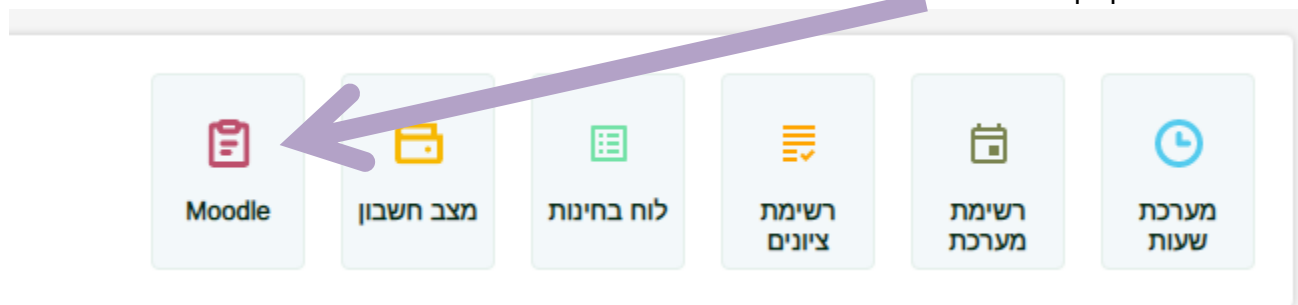 מערכת
שעות
רשימת
מערכת
רשימת
ציונים
לוח בחינות
מצב חשבון
Moodle